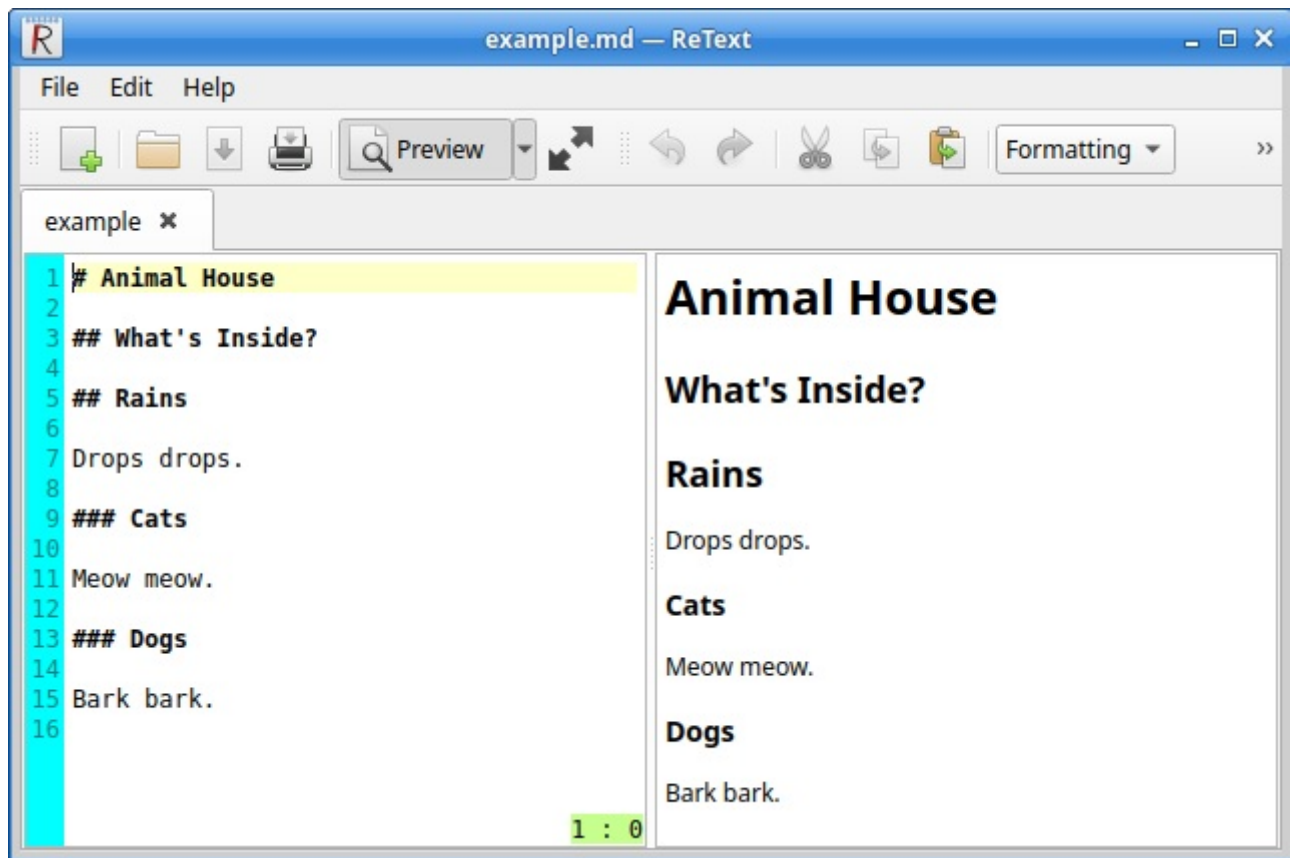 example.md — ReText
File Edit Help
Preview Formatting »
example
1 # Animal House
2
3 ## What's Inside?
4
5 ## Rains
6
7 Drops drops.
8
9 ### Cats
10
11 Meow meow.
12
13 ### Dogs
14
15 Bark bark.
16
1 : 0
Animal House
What's Inside?
Rains
Drops drops.
Cats
Meow meow.
Dogs
Bark bark.